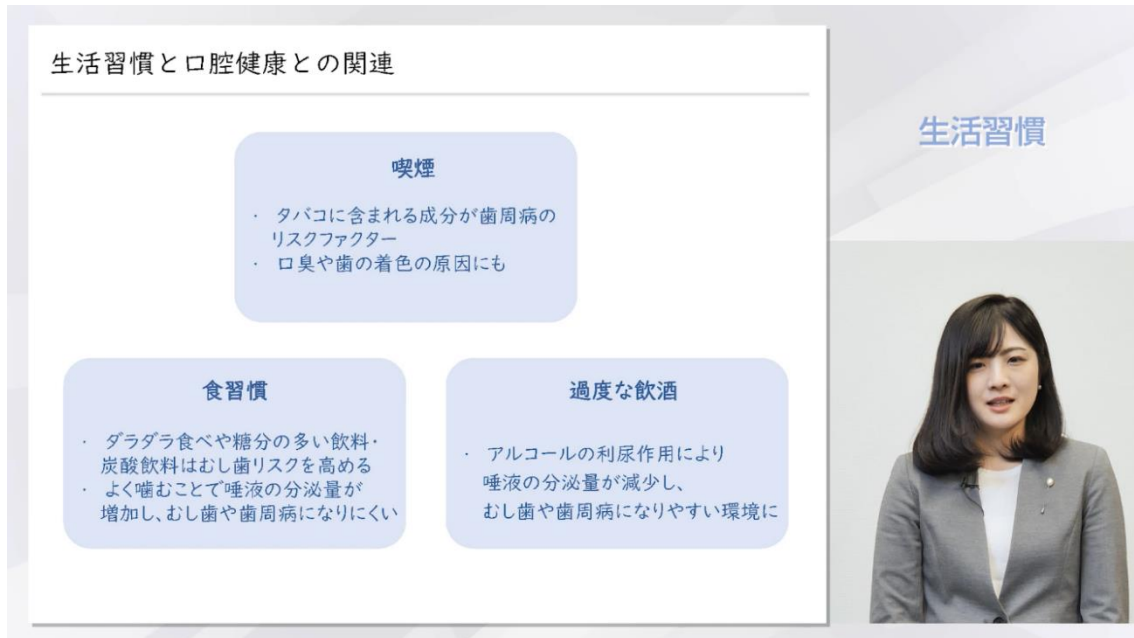 生活習慣と口腔健康との関連
生活習慣
喫煙
・ タバコに含まれる成分が歯周病の
リスクファクター
・ 口臭や歯の着色の原因にも
食習慣
・ ダラダラ食べや糖分の多い飲料・
炭酸飲料はむし歯リスクを高める
・ よく噛むことで唾液の分泌量が
増加し、むし歯や歯周病になりにくい
過度な飲酒
・ アルコールの利尿作用により
唾液の分泌量が減少し、
むし歯や歯周病になりやすい環境に